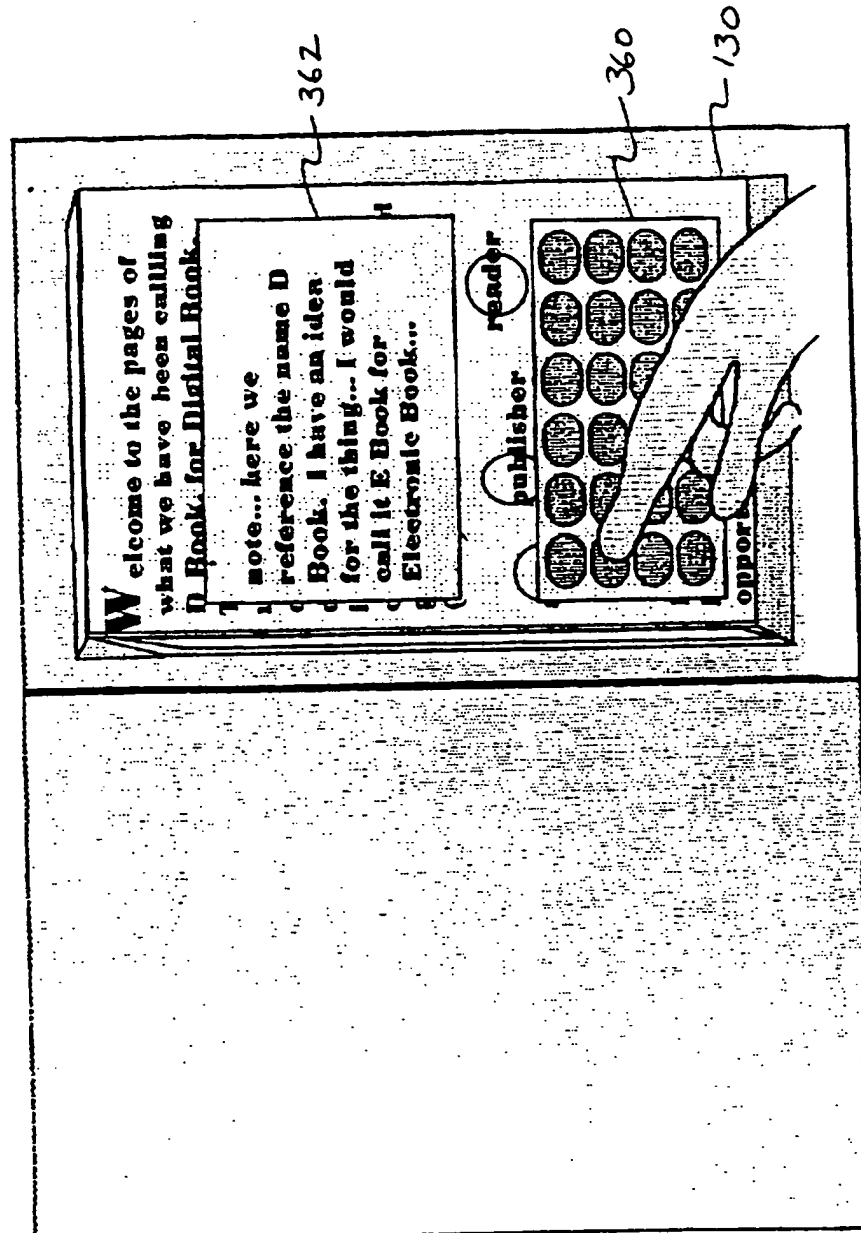 Welcome to the pages of
what we have been callling
D Book, for Digital Book.
note... here we
reference the name D
Book. I have an idea
for the thing... I would
call it E Book for
Electronic Book...
publisher
reader
opport
362
360
130